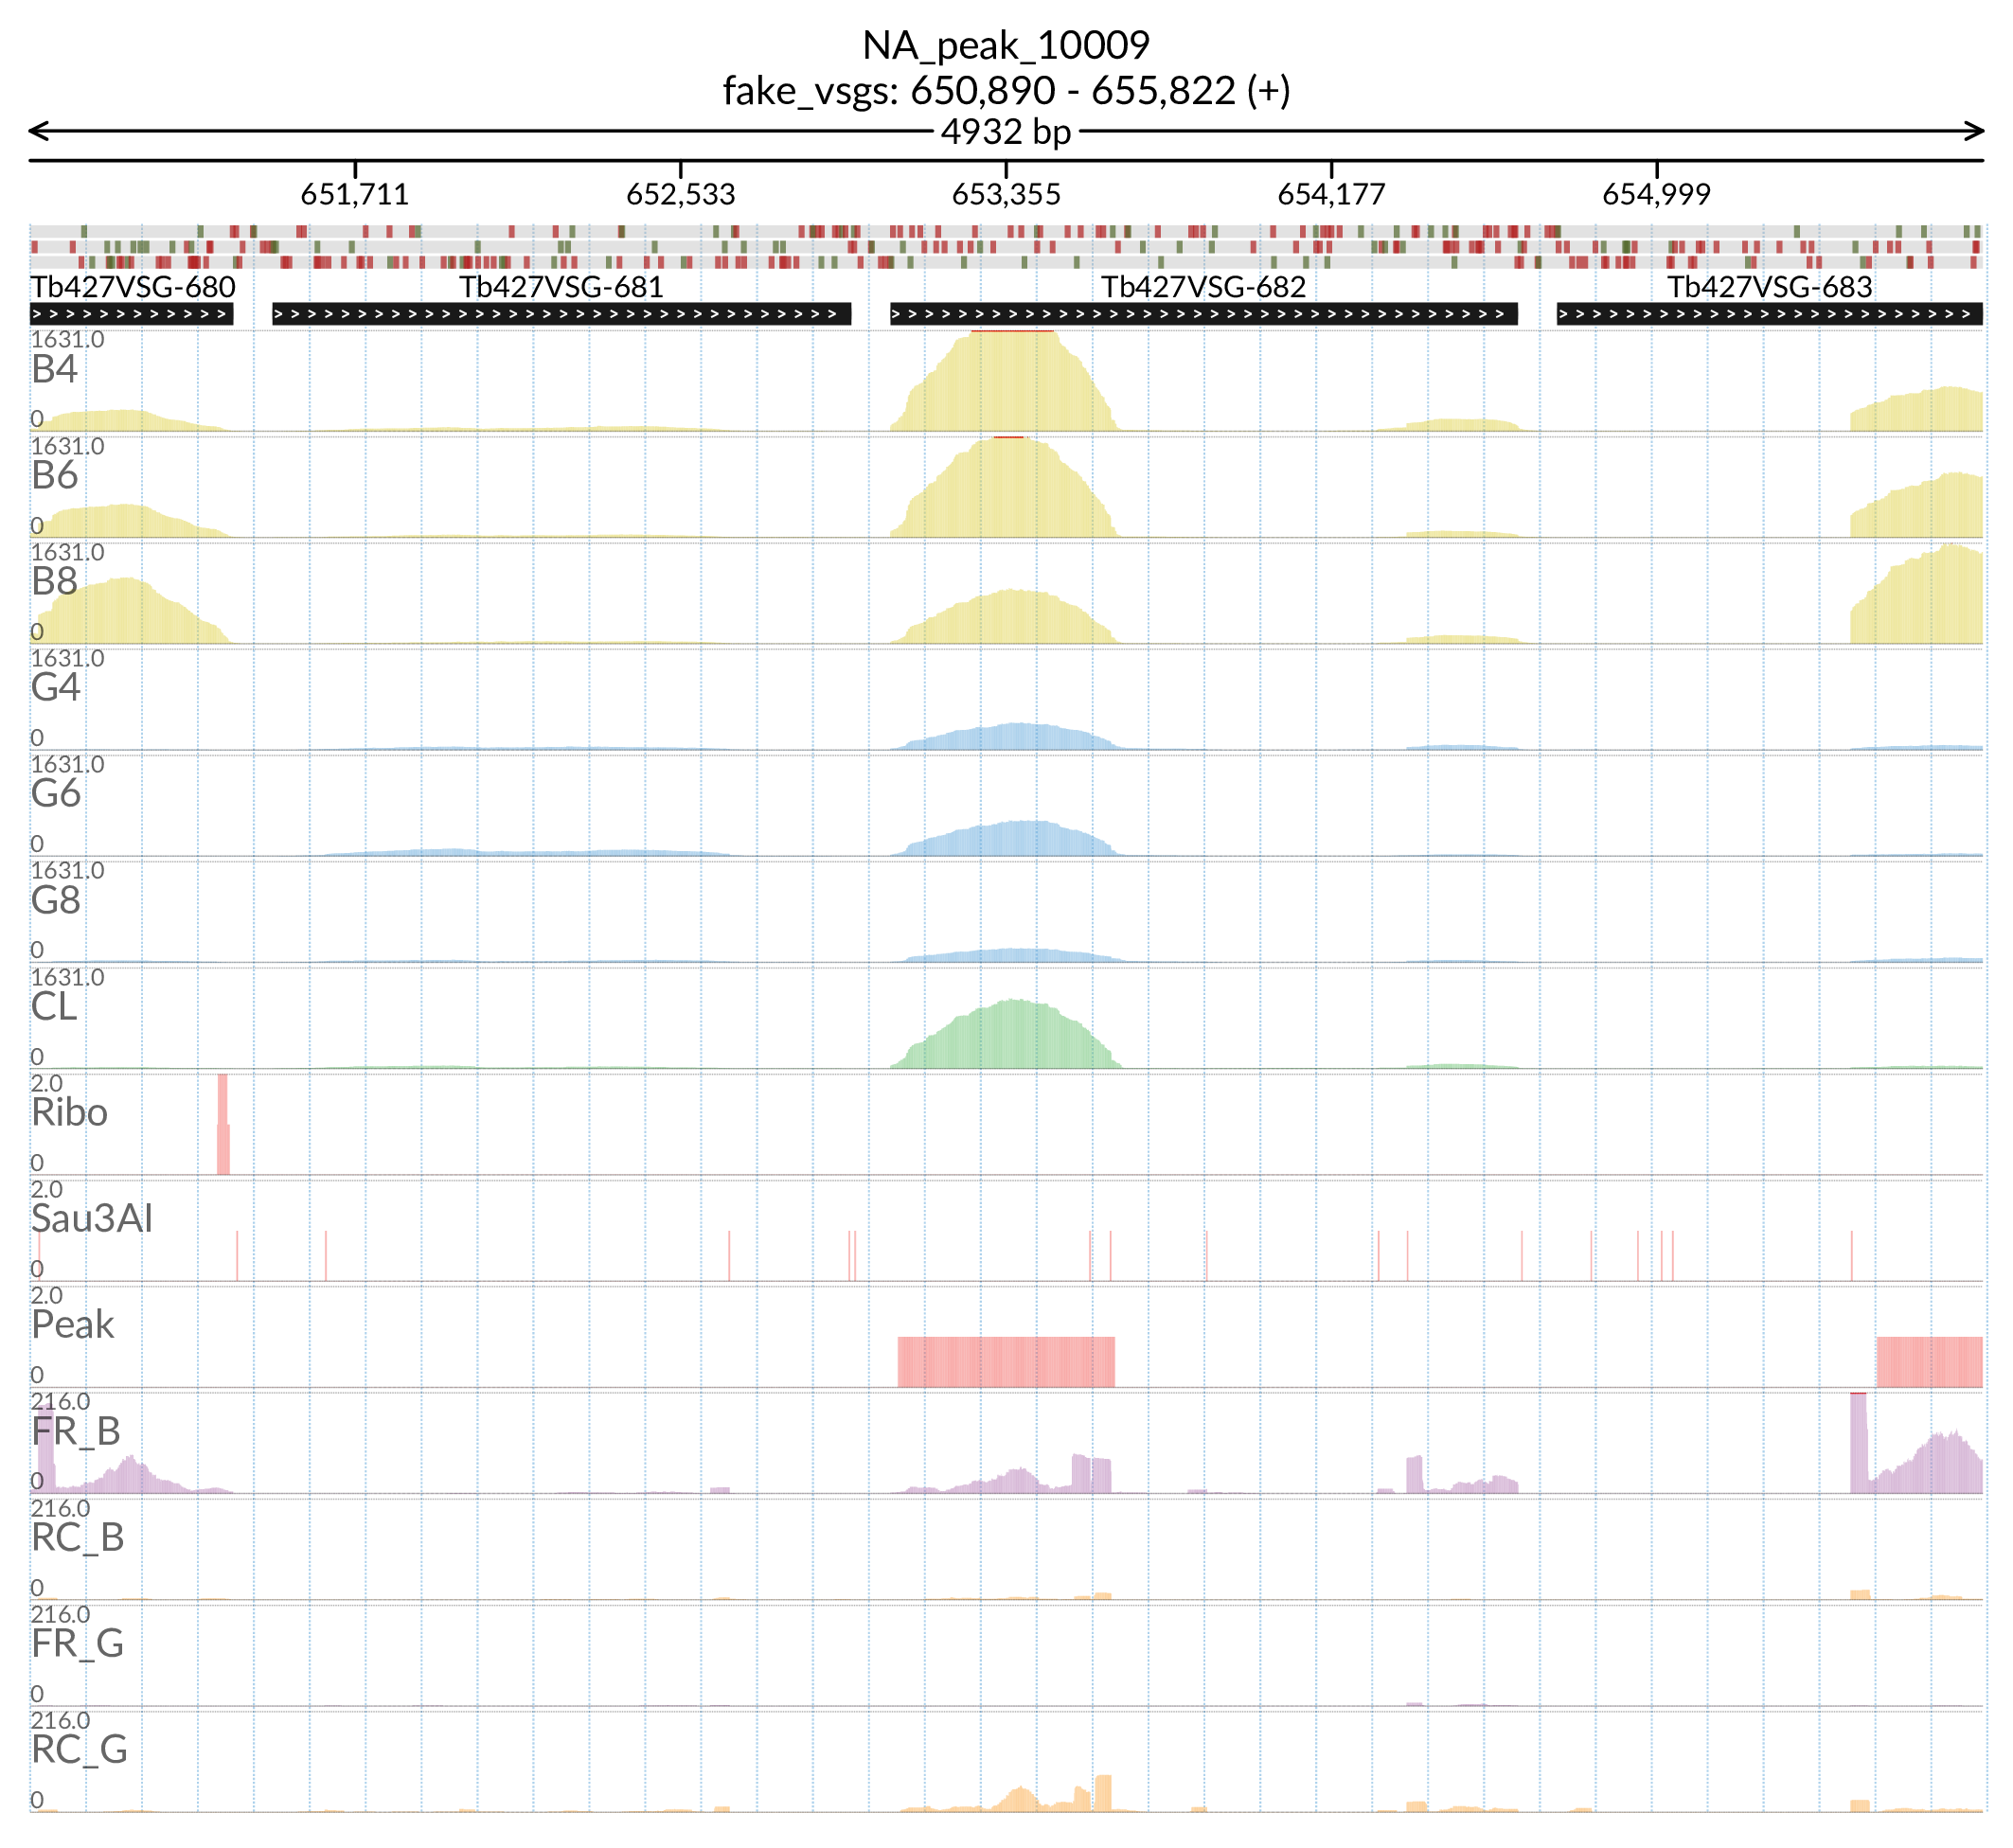 NA_peak_10009
fake_vsgs: 650,890 - 655,822 (+)
4932 bp
651,711 652,533 653,355 654,177 654,999
Tb427VSG-680 Tb427VSG-681 Tb427VSG-682 Tb427VSG-683
1631.0
B4
0
1631.0
B6
0
1631.0
B8
0
1631.0
G4
0
1631.0
G6
0
1631.0
G8
0
1631.0
CL
0
2.0
Ribo
0
2.0
Sau3AI
0
2.0
Peak
0
216.0
FR_B
0
216.0
RC_B
0
216.0
FR_G
0
216.0
RC_G
0